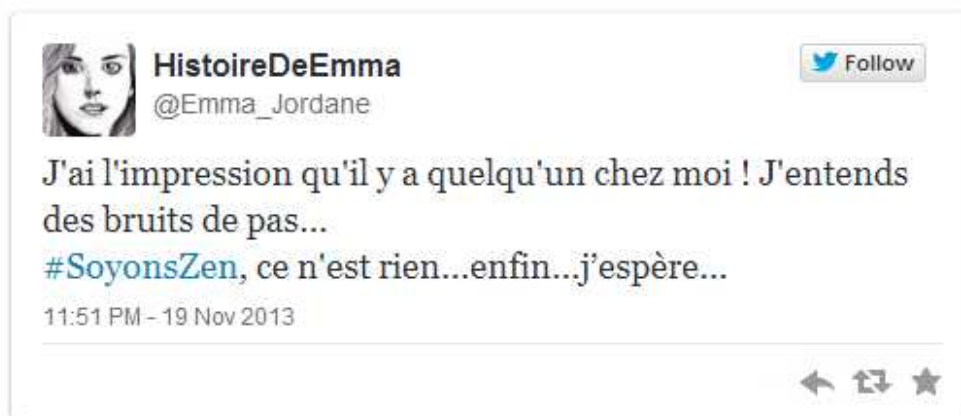 HistoireDeEmma
Follow
@Emma_Jordane
J'ai l'impression qu'il y a quelqu'un chez moi ! J'entends
des bruits de pas...
#SoyonsZen, ce n'est rien...enfin...j’espère...
11:51 PM - 19 Nov 2013